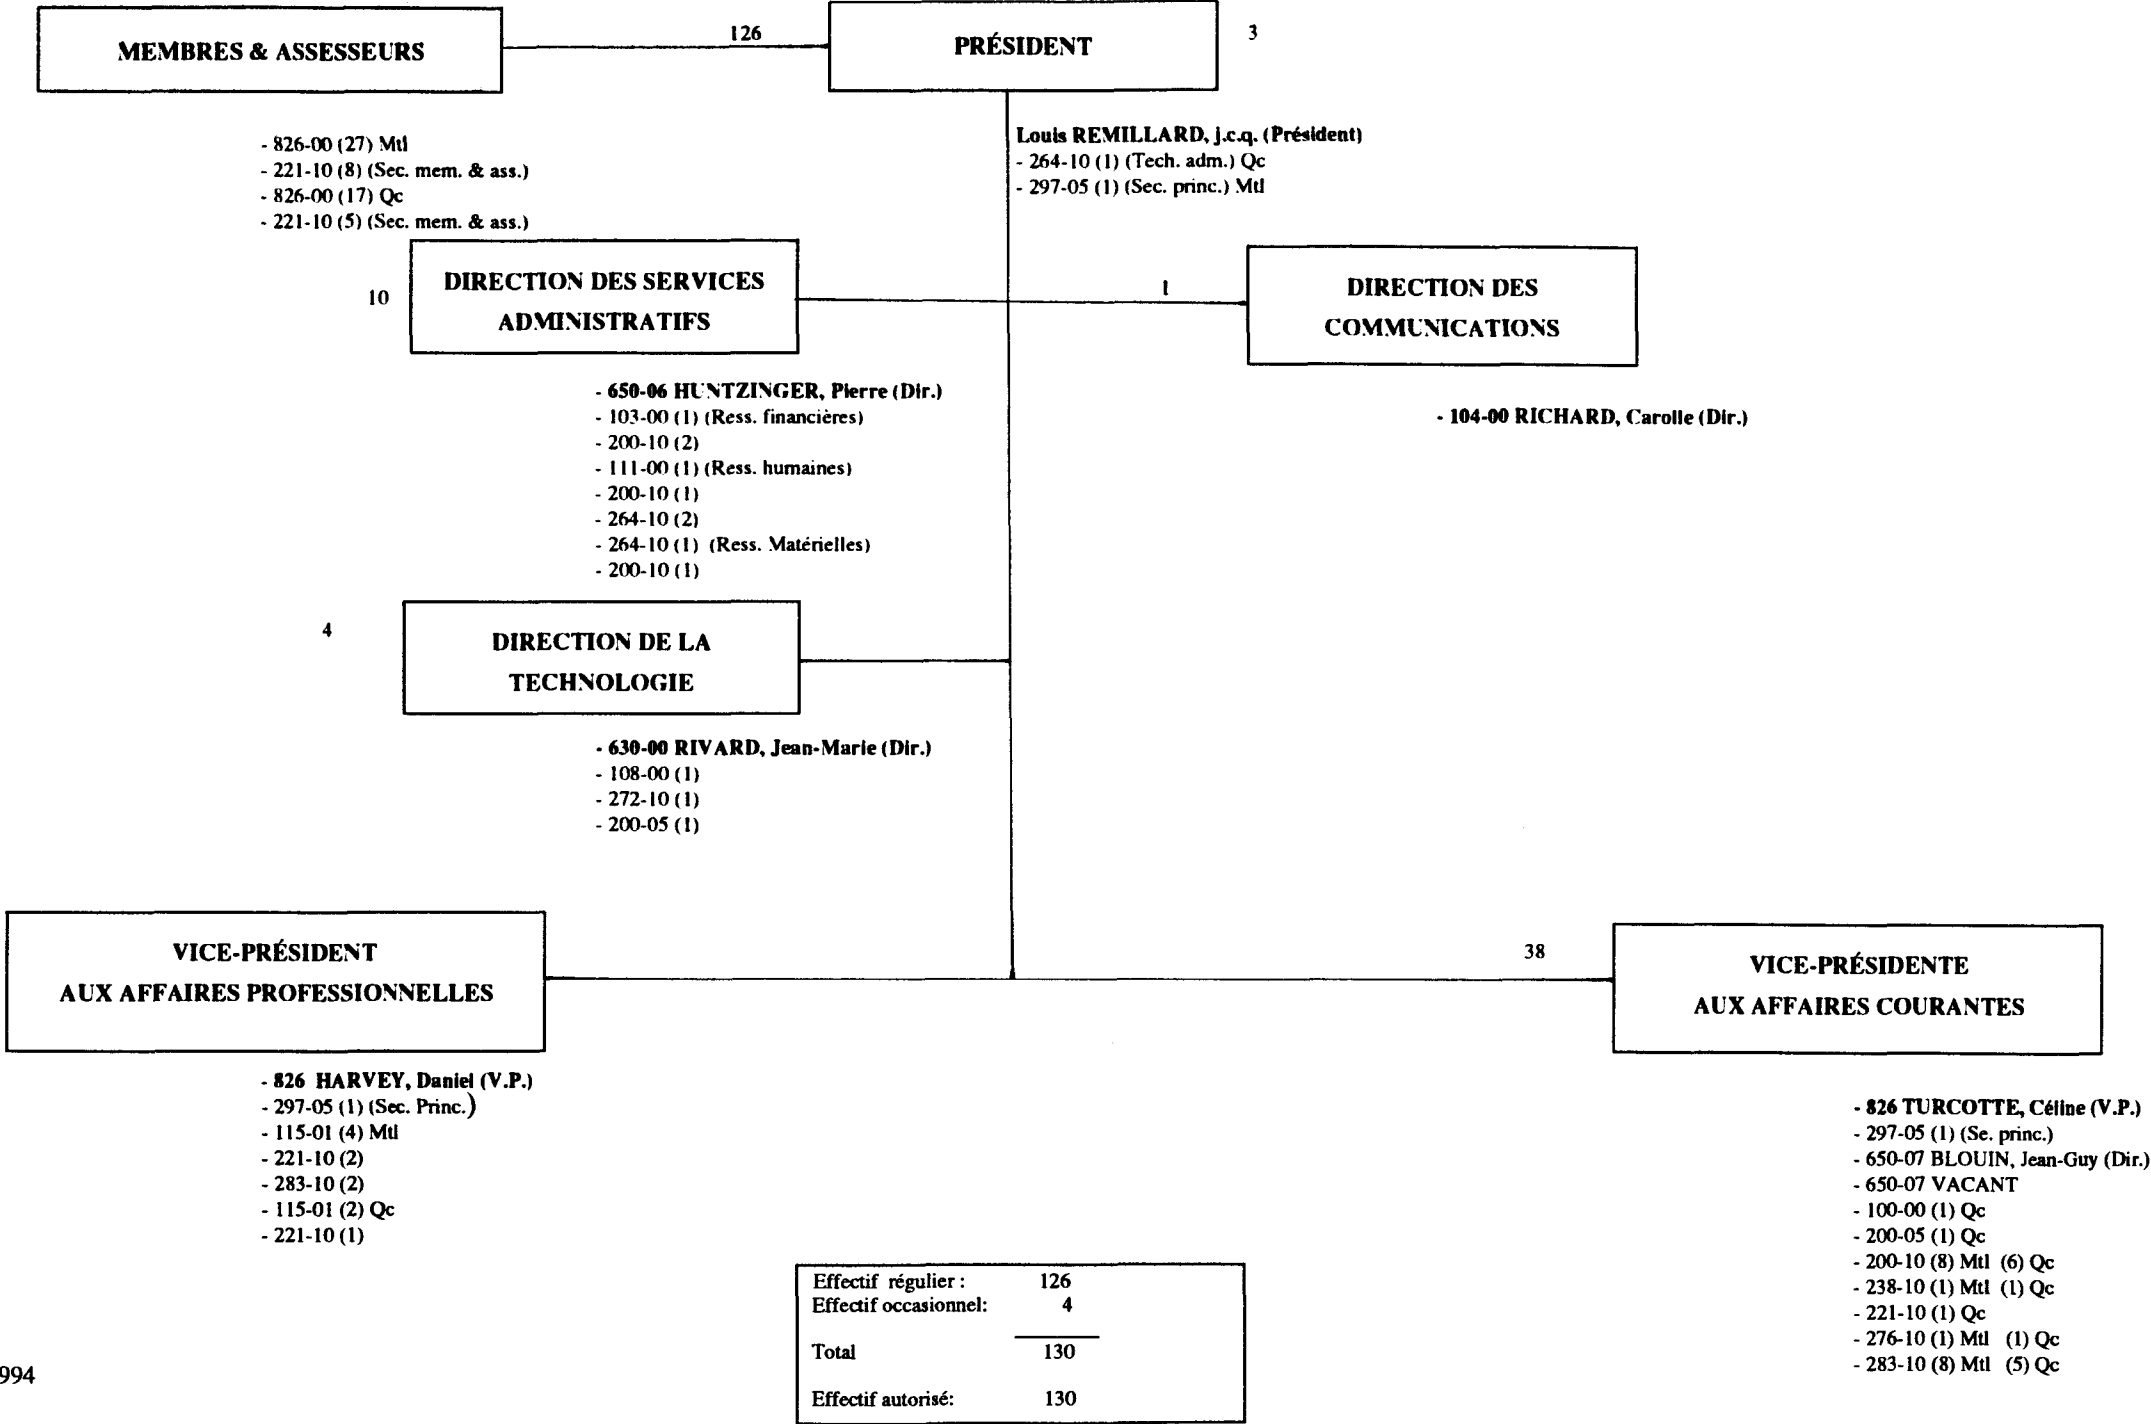 MEMBRES & ASSESSEURS
126
PRÉSIDENT
3
- 826-00 (27) Mtl
- 221-10 (8) (Sec. mem. & ass.)
- 826-00 (17) Qc
- 221-10 (5) (Sec. mem. & ass.)
Louis REMILLARD, j.c.q. (Président)
- 264-10 (1) (Tech. adm.) Qc
- 297-05 (1) (Sec. princ.) Mtl
10
DIRECTION DES SERVICES
ADMINISTRATIFS
1
DIRECTION DES
COMMUNICATIONS
- 650-06 HUNTZINGER, Pierre (Dir.)
- 103-00 (1) (Ress. financières)
- 200-10 (2)
- 111-00 (1) (Ress. humaines)
- 200-10 (1)
- 264-10 (2)
- 264-10 (1) (Ress. Matérielles)
- 200-10 (1)
- 104-00 RICHARD, Carolle (Dir.)
4
DIRECTION DE LA
TECHNOLOGIE
- 630-00 RIVARD, Jean-Marie (Dir.)
- 108-00 (1)
- 272-10 (1)
- 200-05 (1)
VICE-PRÉSIDENT
AUX AFFAIRES PROFESSIONNELLES
38
VICE-PRÉSIDENTE
AUX AFFAIRES COURANTES
- 826 HARVEY, Daniel (V.P.)
- 297-05 (1) (Sec. Princ.)
- 115-01 (4) Mtl
- 221-10 (2)
- 283-10 (2)
- 115-01 (2) Qc
- 221-10 (1)
- 826 TURCOTTE, Céline (V.P.)
- 297-05 (1) (Se. princ.)
- 650-07 BLOUIN, Jean-Guy (Dir.)
- 650-07 VACANT
- 100-00 (1) Qc
- 200-05 (1) Qc
- 200-10 (8) Mtl (6) Qc
- 238-10 (1) Mtl (1) Qc
- 221-10 (1) Qc
- 276-10 (1) Mtl (1) Qc
- 283-10 (8) Mtl (5) Qc
Effectif régulier : 126
Effectif occasionnel: 4
Total 130
Effectif autorisé: 130
994